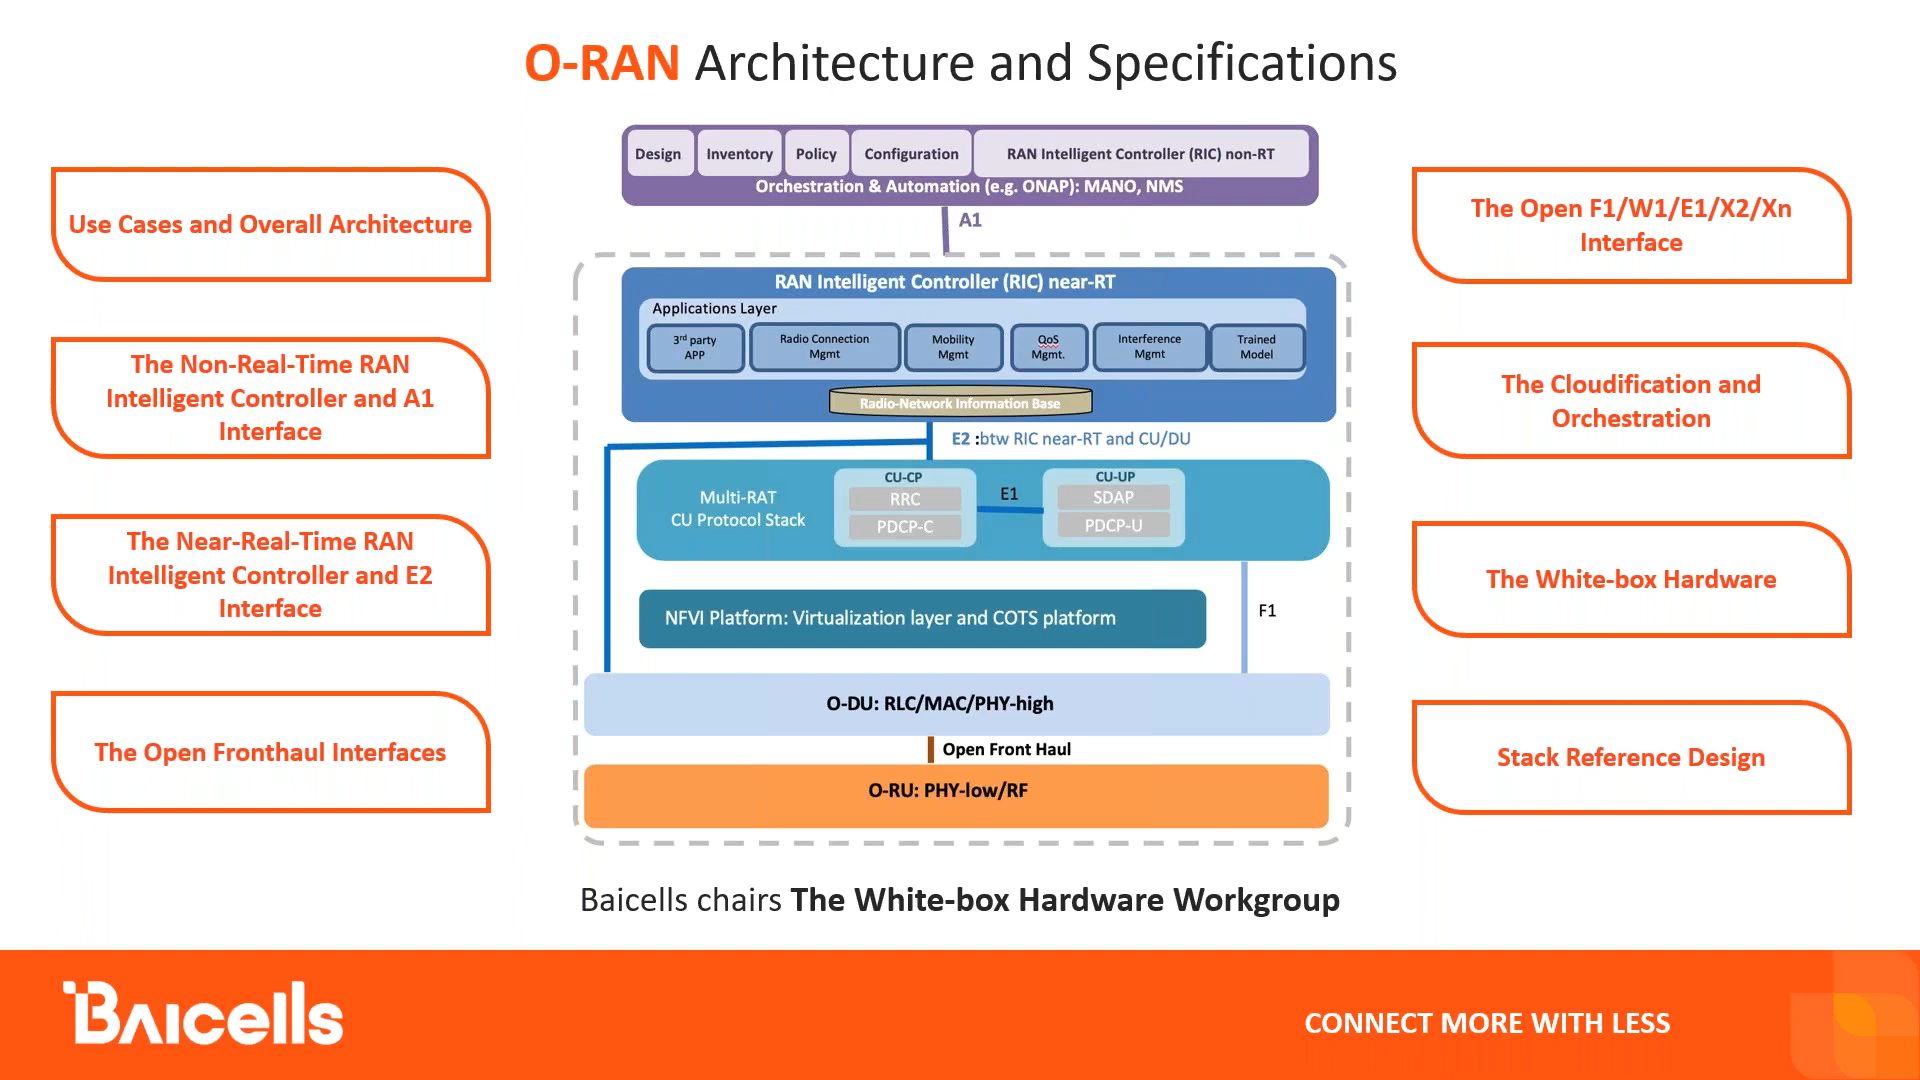 O-RAN Architecture and Specifications
Use Cases and Overall Architecture
The Non-Real-Time RAN
Intelligent Controller and A1
Interface
The Near-Real-Time RAN
Intelligent Controller and E2
Interface
The Open Fronthaul Interfaces
Design Inventory Policy Configuration RAN Intelligent Controller (RIC) non-RT
Orchestration & Automation (e.g. ONAP): MANO, NMS
A1
RAN Intelligent Controller (RIC) near-RT
Applications Layer
3rd party
APP
Radio Connection
Mgmt
Mobility
Mgmt
QoS
Mgmt.
Interference
Mgmt
Trained
Model
Radio-Network Information Base
E2 :btw RIC near-RT and CU/DU
Multi-RAT
CU Protocol Stack
CU-CP
RRC
PDCP-C
E1
CU-UP
SDAP
PDCP-U
NFVI Platform: Virtualization layer and COTS platform
F1
O-DU: RLC/MAC/PHY-high
Open Front Haul
O-RU: PHY-low/RF
The Open F1/W1/E1/X2/Xn
Interface
The Cloudification and
Orchestration
The White-box Hardware
Stack Reference Design
Baicells chairs The White-box Hardware Workgroup
BAIcells
CONNECT MORE WITH LESS